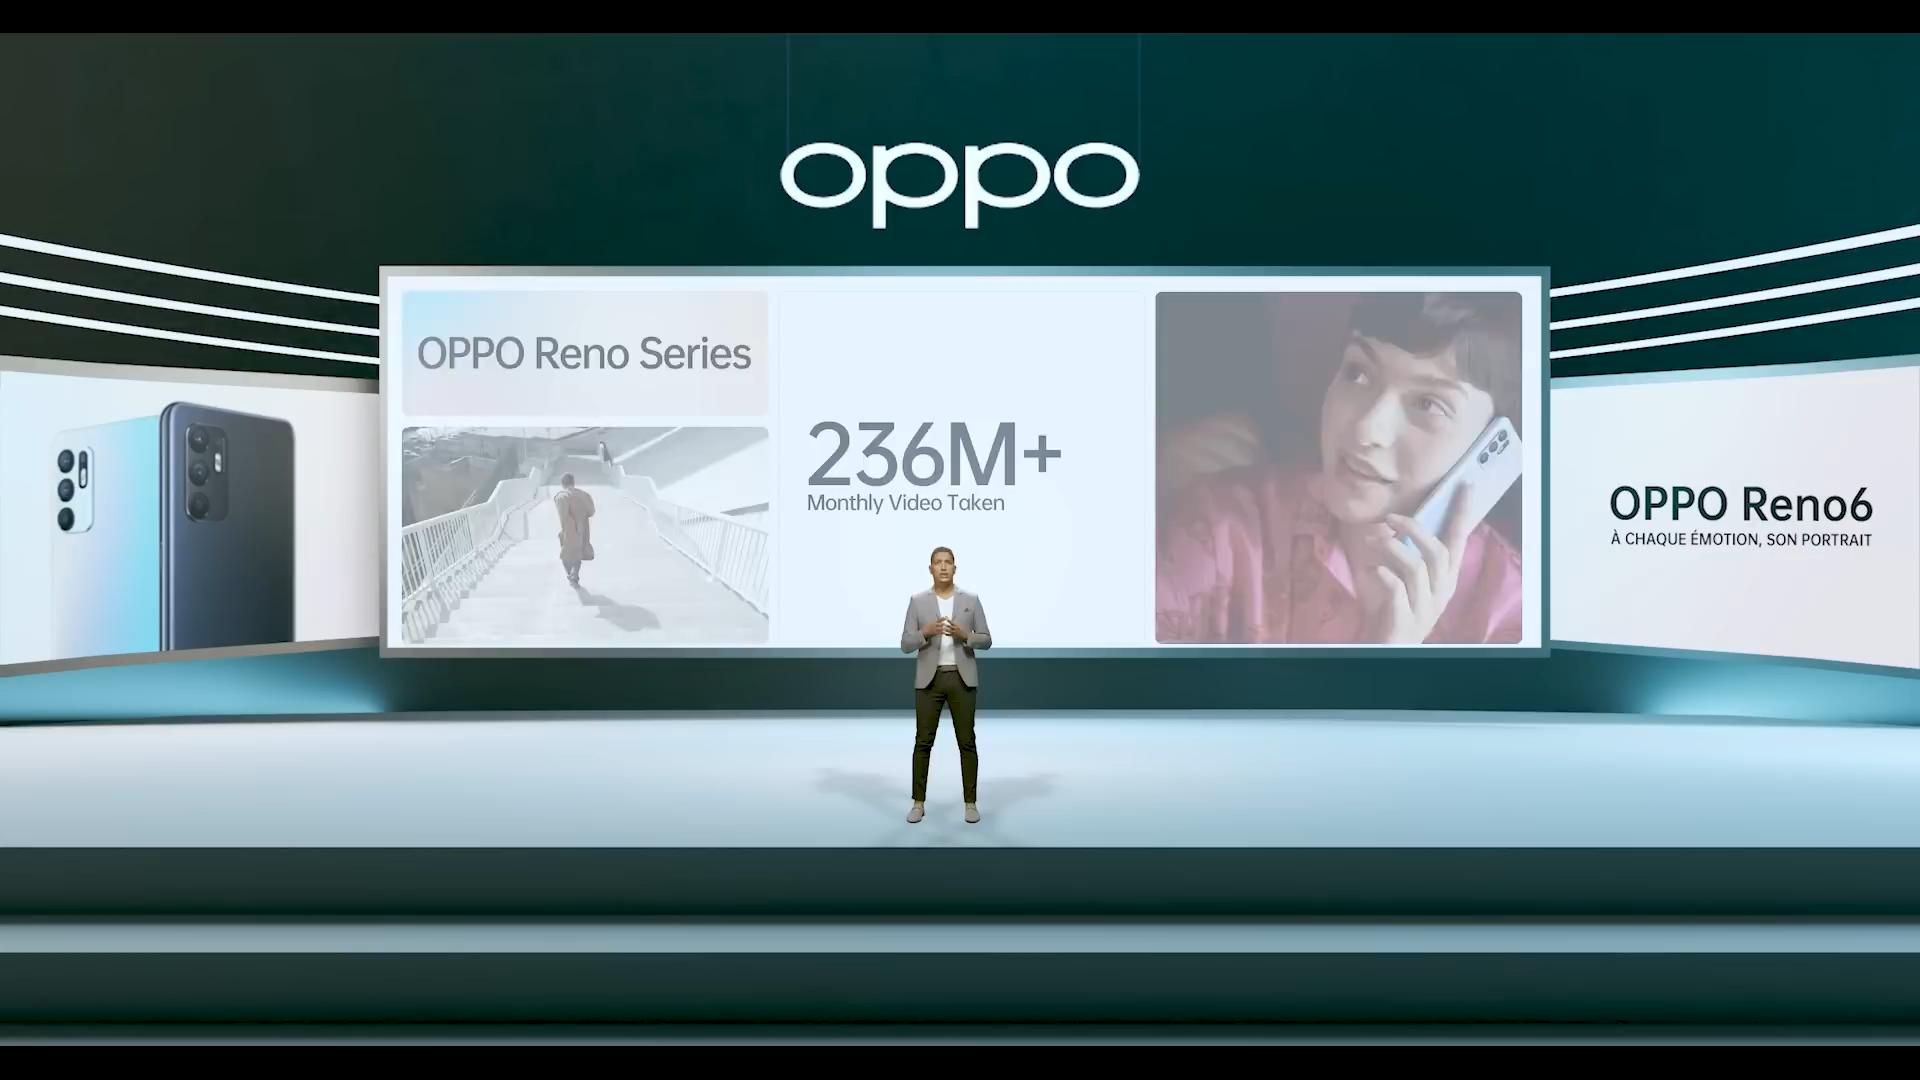 oppo
OPPO Reno Series
236M+
Monthly Video Taken
OPPO Reno6
À CHAQUE ÉMOTION, SON PORTRAIT